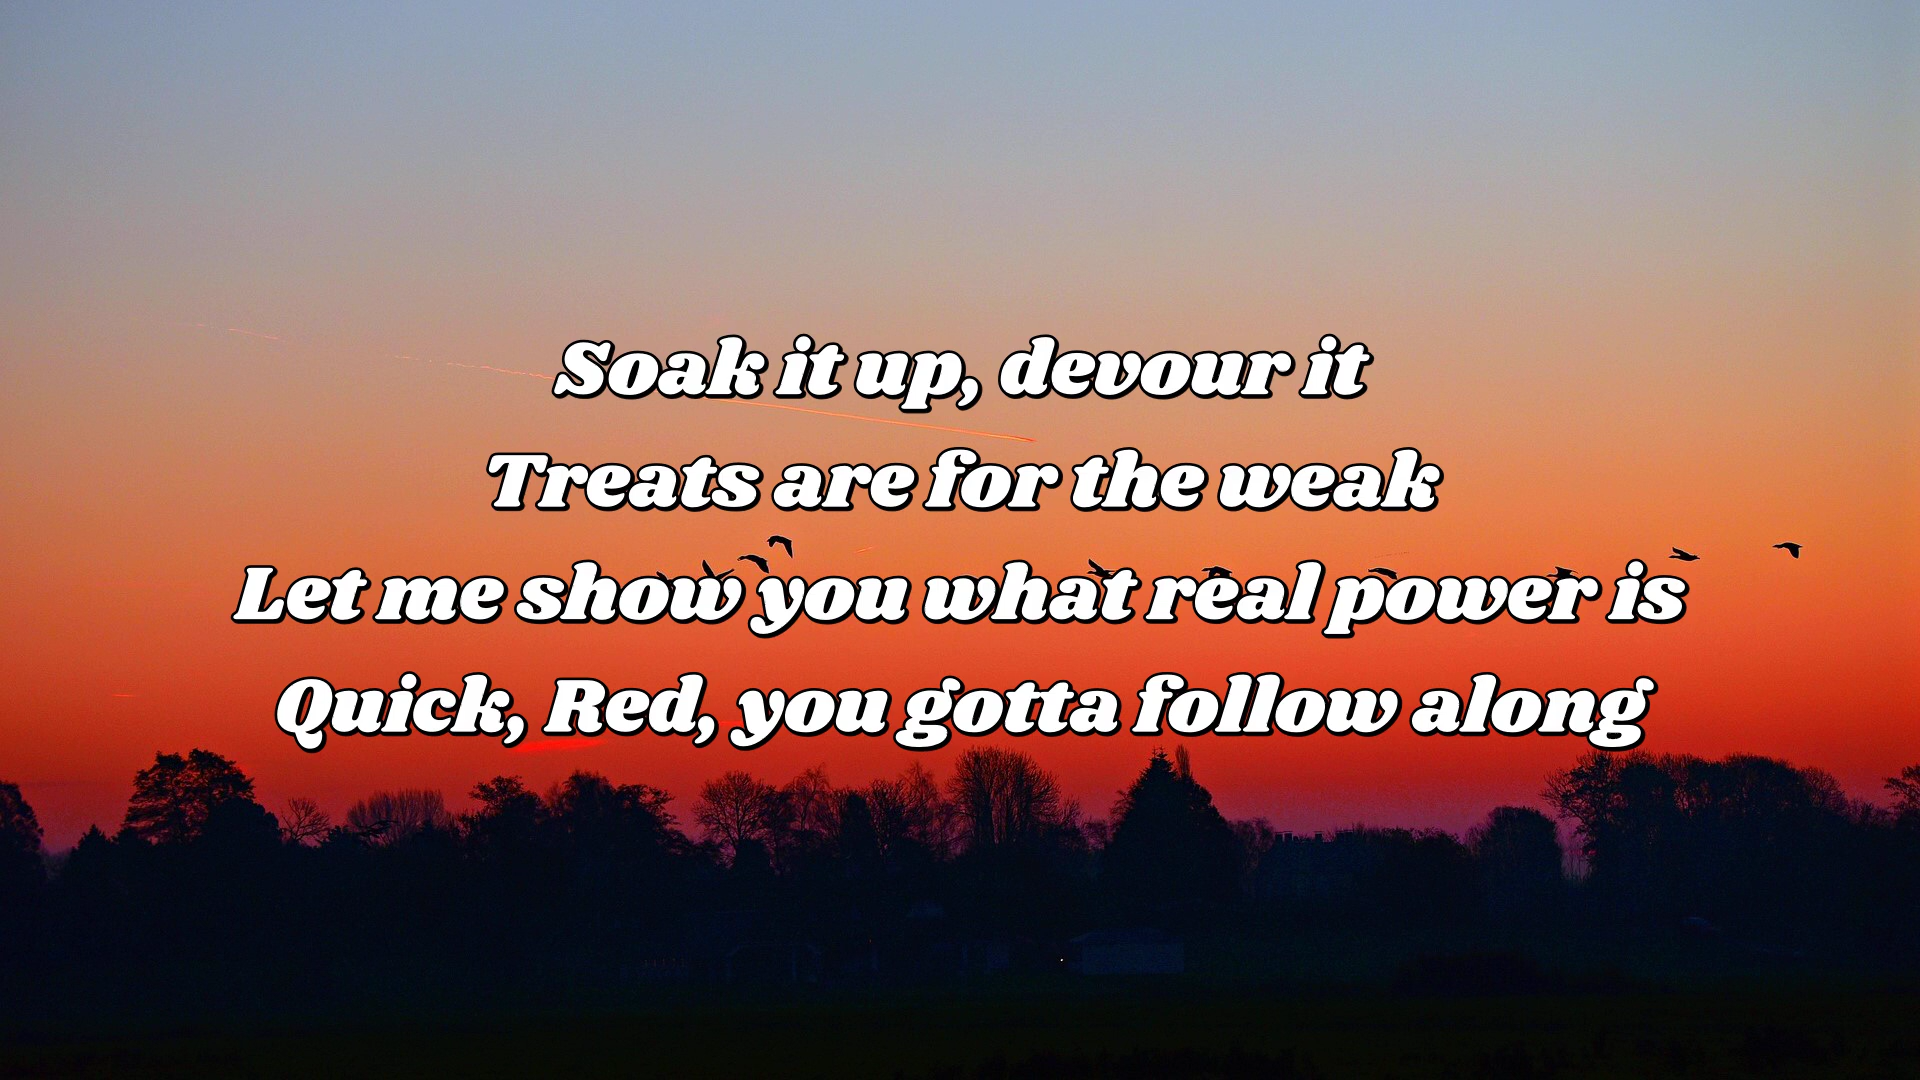 Soak it up, devour it
Treats are for the weak
Let me show you what real power is
Quick, Red, you gotta follow along